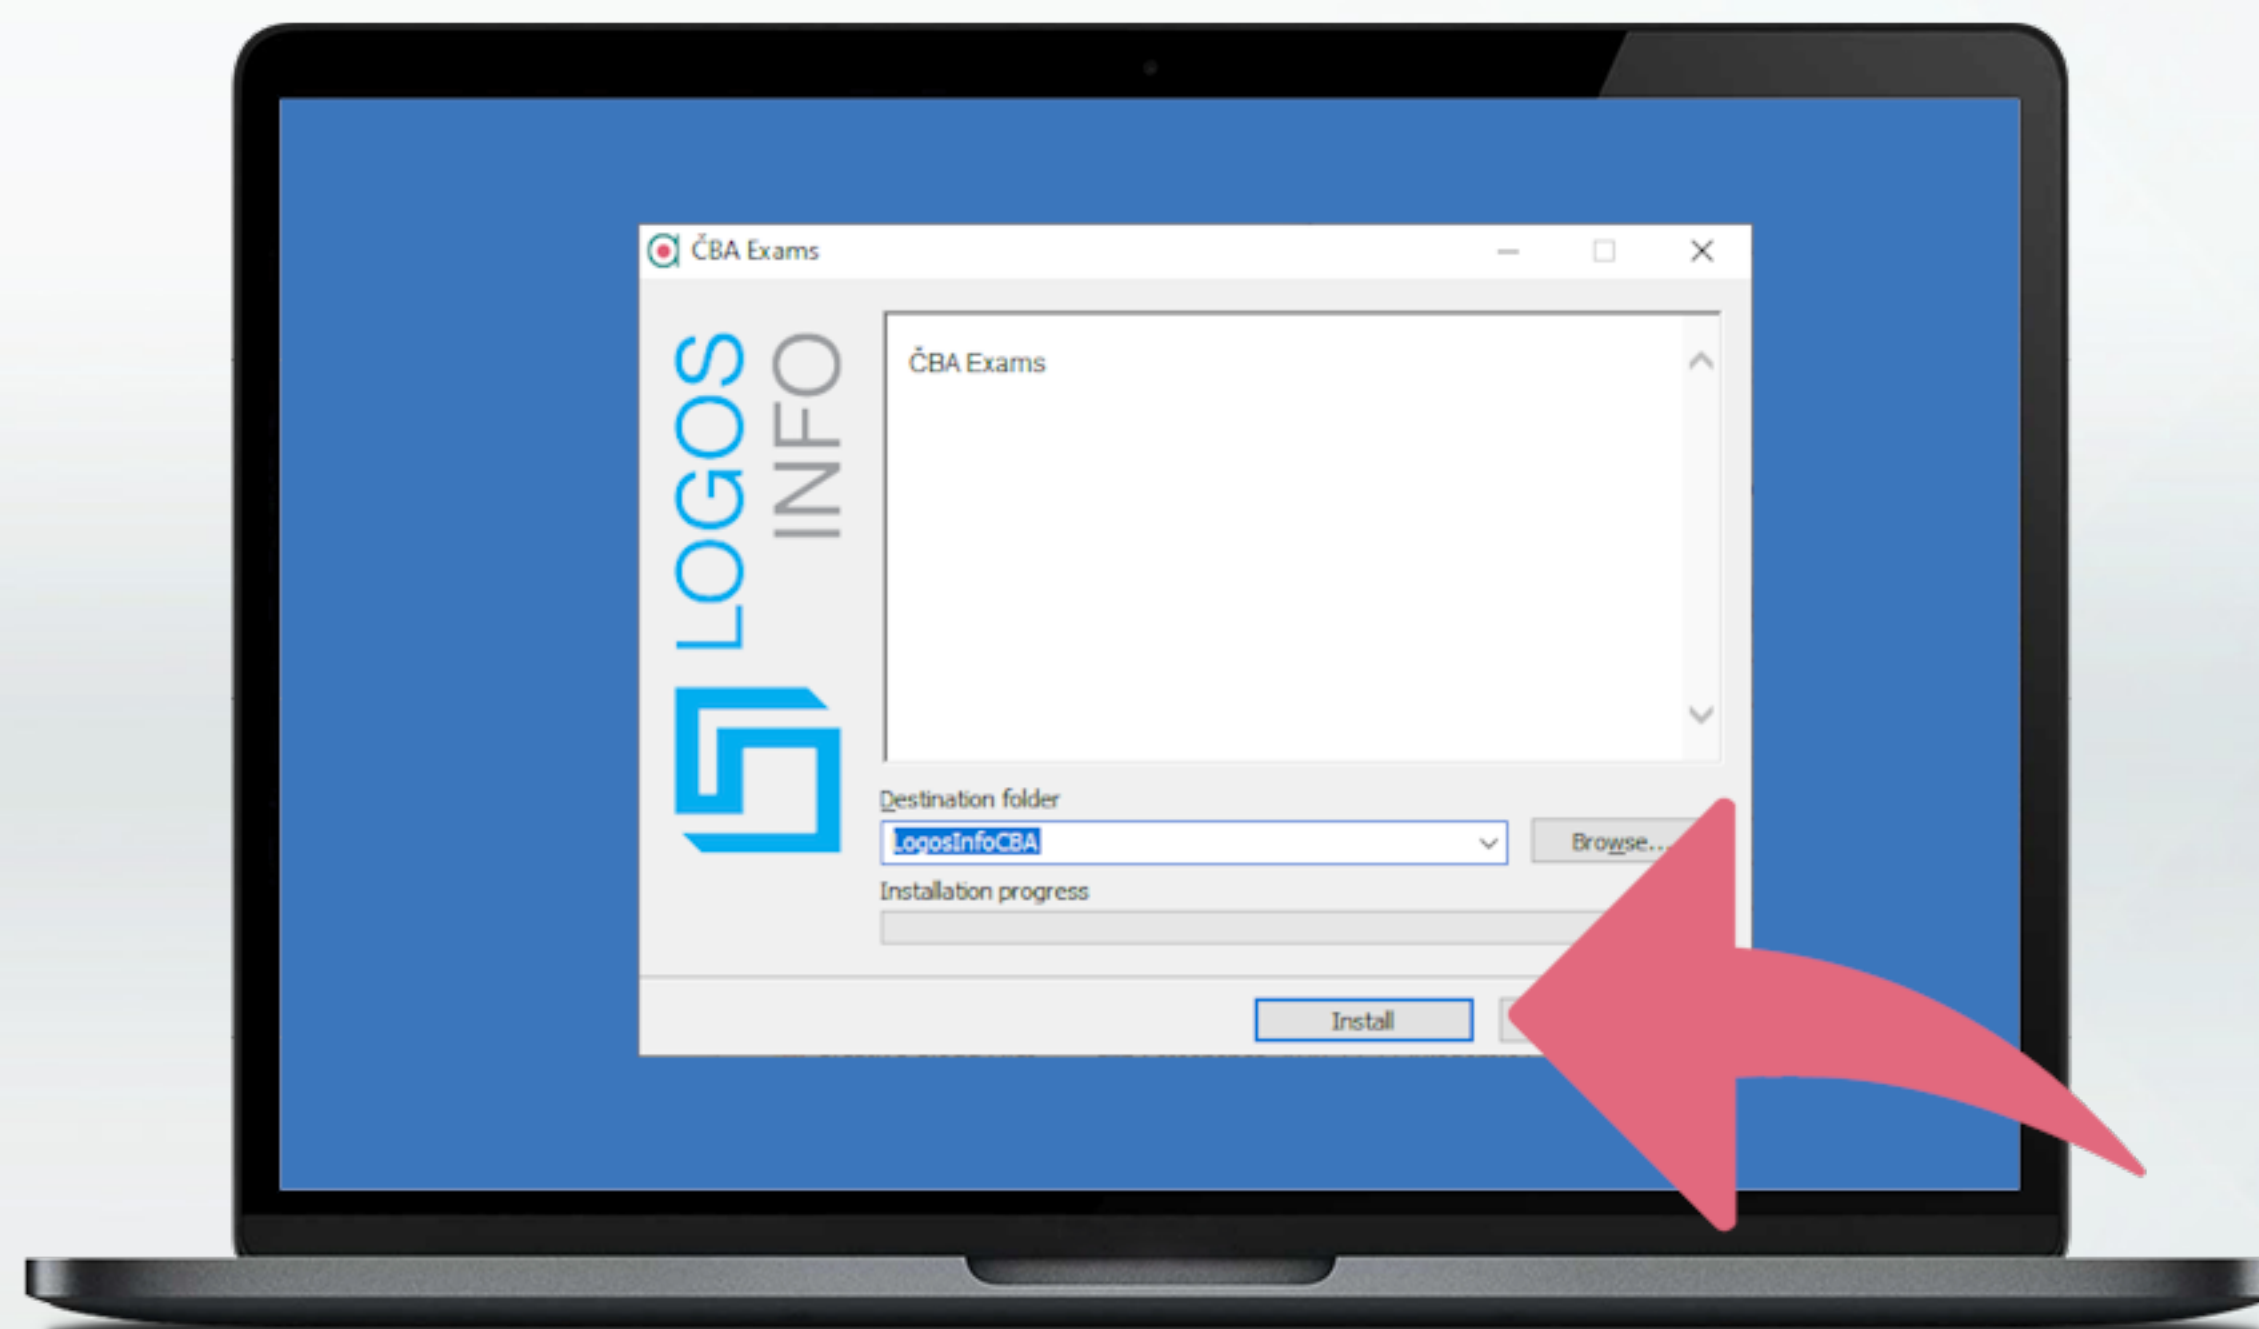 ČBA Exams
LOGOS
INFO
ČBA Exams
Destination folder
LogosInfoCBA
Browse...
Installation progress
Install